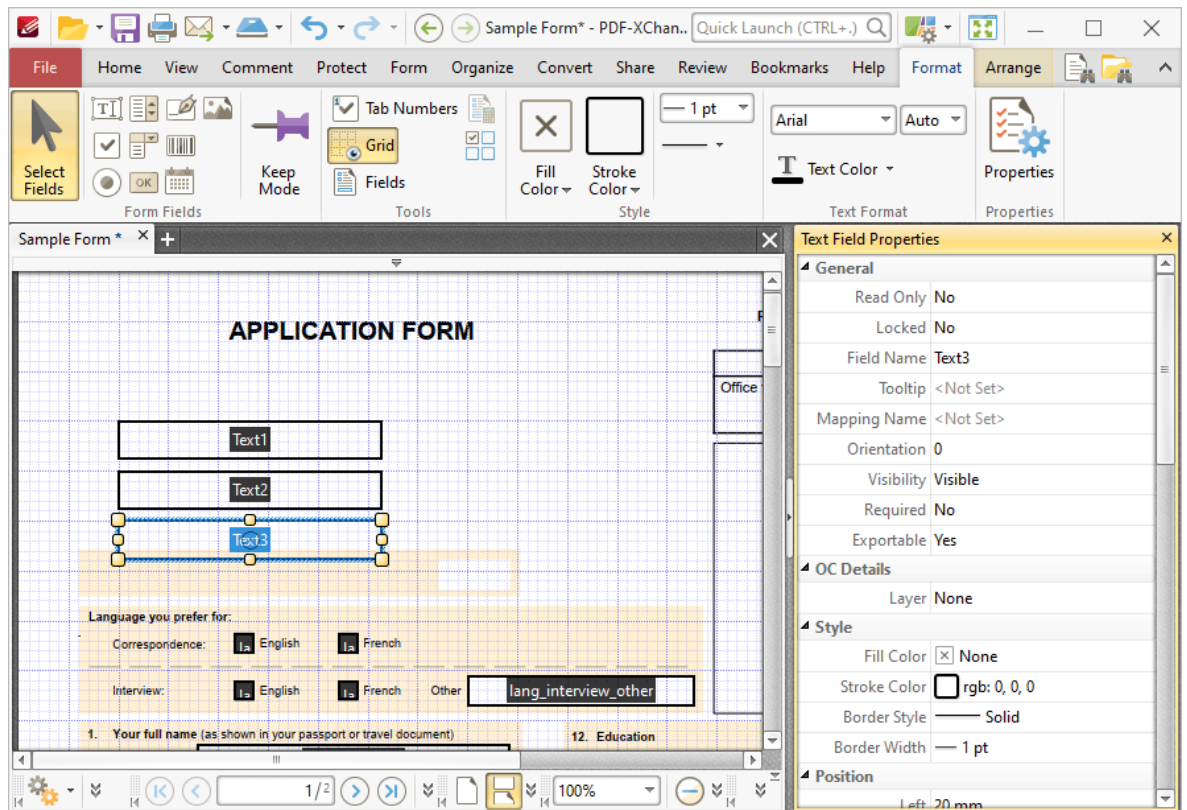 Sample Form* - PDF-XChan.. Quick Launch (CTRL+.)
File Home View Comment Protect Form Organize Convert Share Review Bookmarks Help Format Arrange
Select Fields
OK
Form Fields
Keep Mode
Tab Numbers
Grid
Fields
Tools
Fill Color
Stroke Color
1 pt
Style
Arial Auto
Text Color
Text Format
Properties
Properties
Sample Form *
APPLICATION FORM
Office
Text1
Text2
Text3
Language you prefer for:
Correspondence: la English la French
Interview: la English la French Other lang_interview_other
1. Your full name (as shown in your passport or travel document)
12. Education
1/2 100%
Text Field Properties
General
Read Only No
Locked No
Field Name Text3
Tooltip <Not Set>
Mapping Name <Not Set>
Orientation 0
Visibility Visible
Required No
Exportable Yes
OC Details
Layer None
Style
Fill Color None
Stroke Color rgb: 0, 0, 0
Border Style Solid
Border Width 1 pt
Position
Left 20 mm